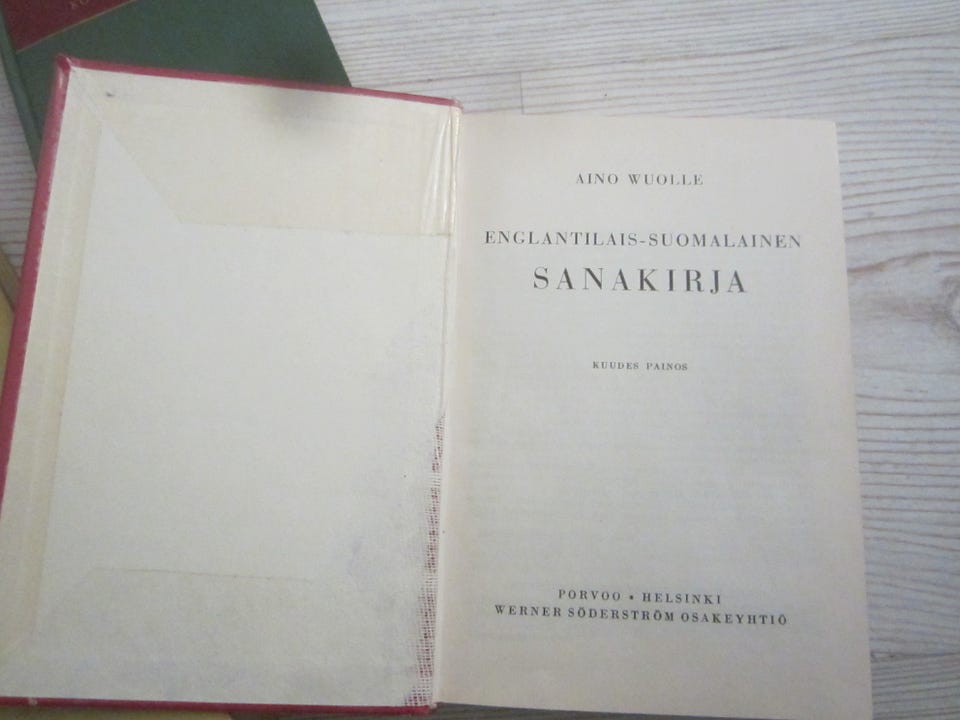 AINO WUOLLE
ENGLANTILAIS-SUOMALAINEN
SANAKIRJA
KUUDES PAINOS
PORVOO • HELSINKI
WERNER SÖDERSTRÖM OSAKEYHTIÖ